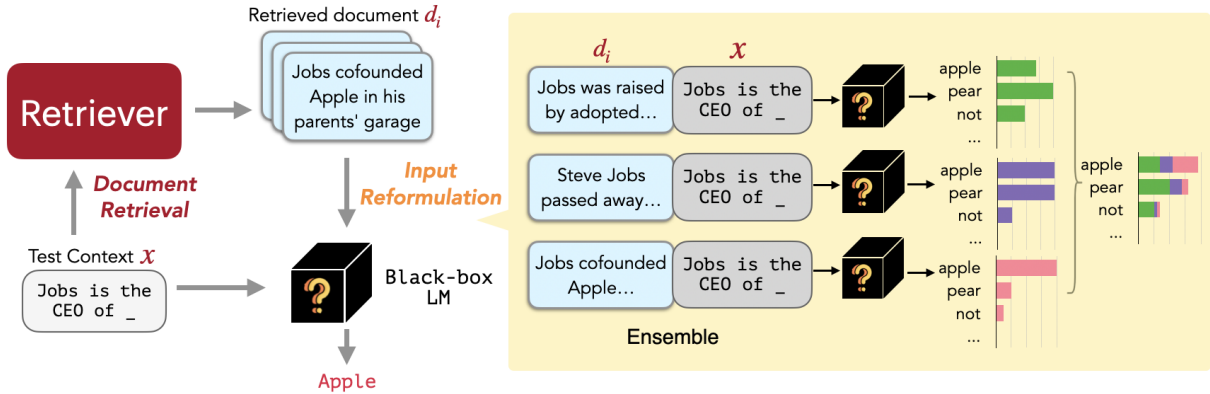 Retrieved document d_i
Jobs cofounded
Apple in his
parents' garage
Retriever
Document
Retrieval
Input
Reformulation
Test Context x
Jobs is the
CEO of _
?
Black-box
LM
Apple
d_i
x
Jobs was raised
by adopted...
Jobs is the
CEO of _
?
apple
pear
not
...
Steve Jobs
passed away...
Jobs is the
CEO of _
?
apple
pear
not
...
Jobs cofounded
Apple...
Jobs is the
CEO of _
?
apple
pear
not
...
apple
pear
not
...
Ensemble